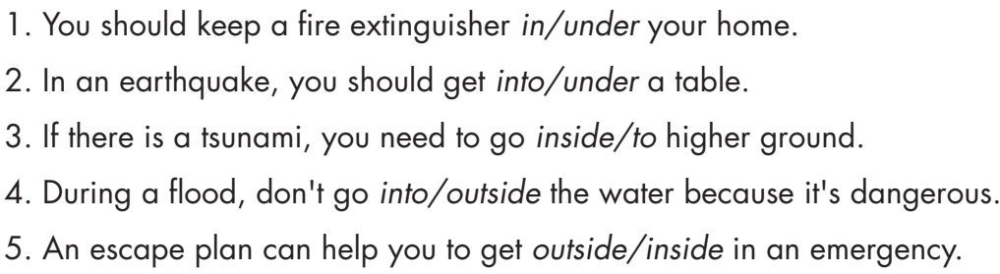 1. You should keep a fire extinguisher in/under your home.
2. In an earthquake, you should get into/under a table.
3. If there is a tsunami, you need to go inside/to higher ground.
4. During a flood, don't go into/outside the water because it's dangerous.
5. An escape plan can help you to get outside/inside in an emergency.